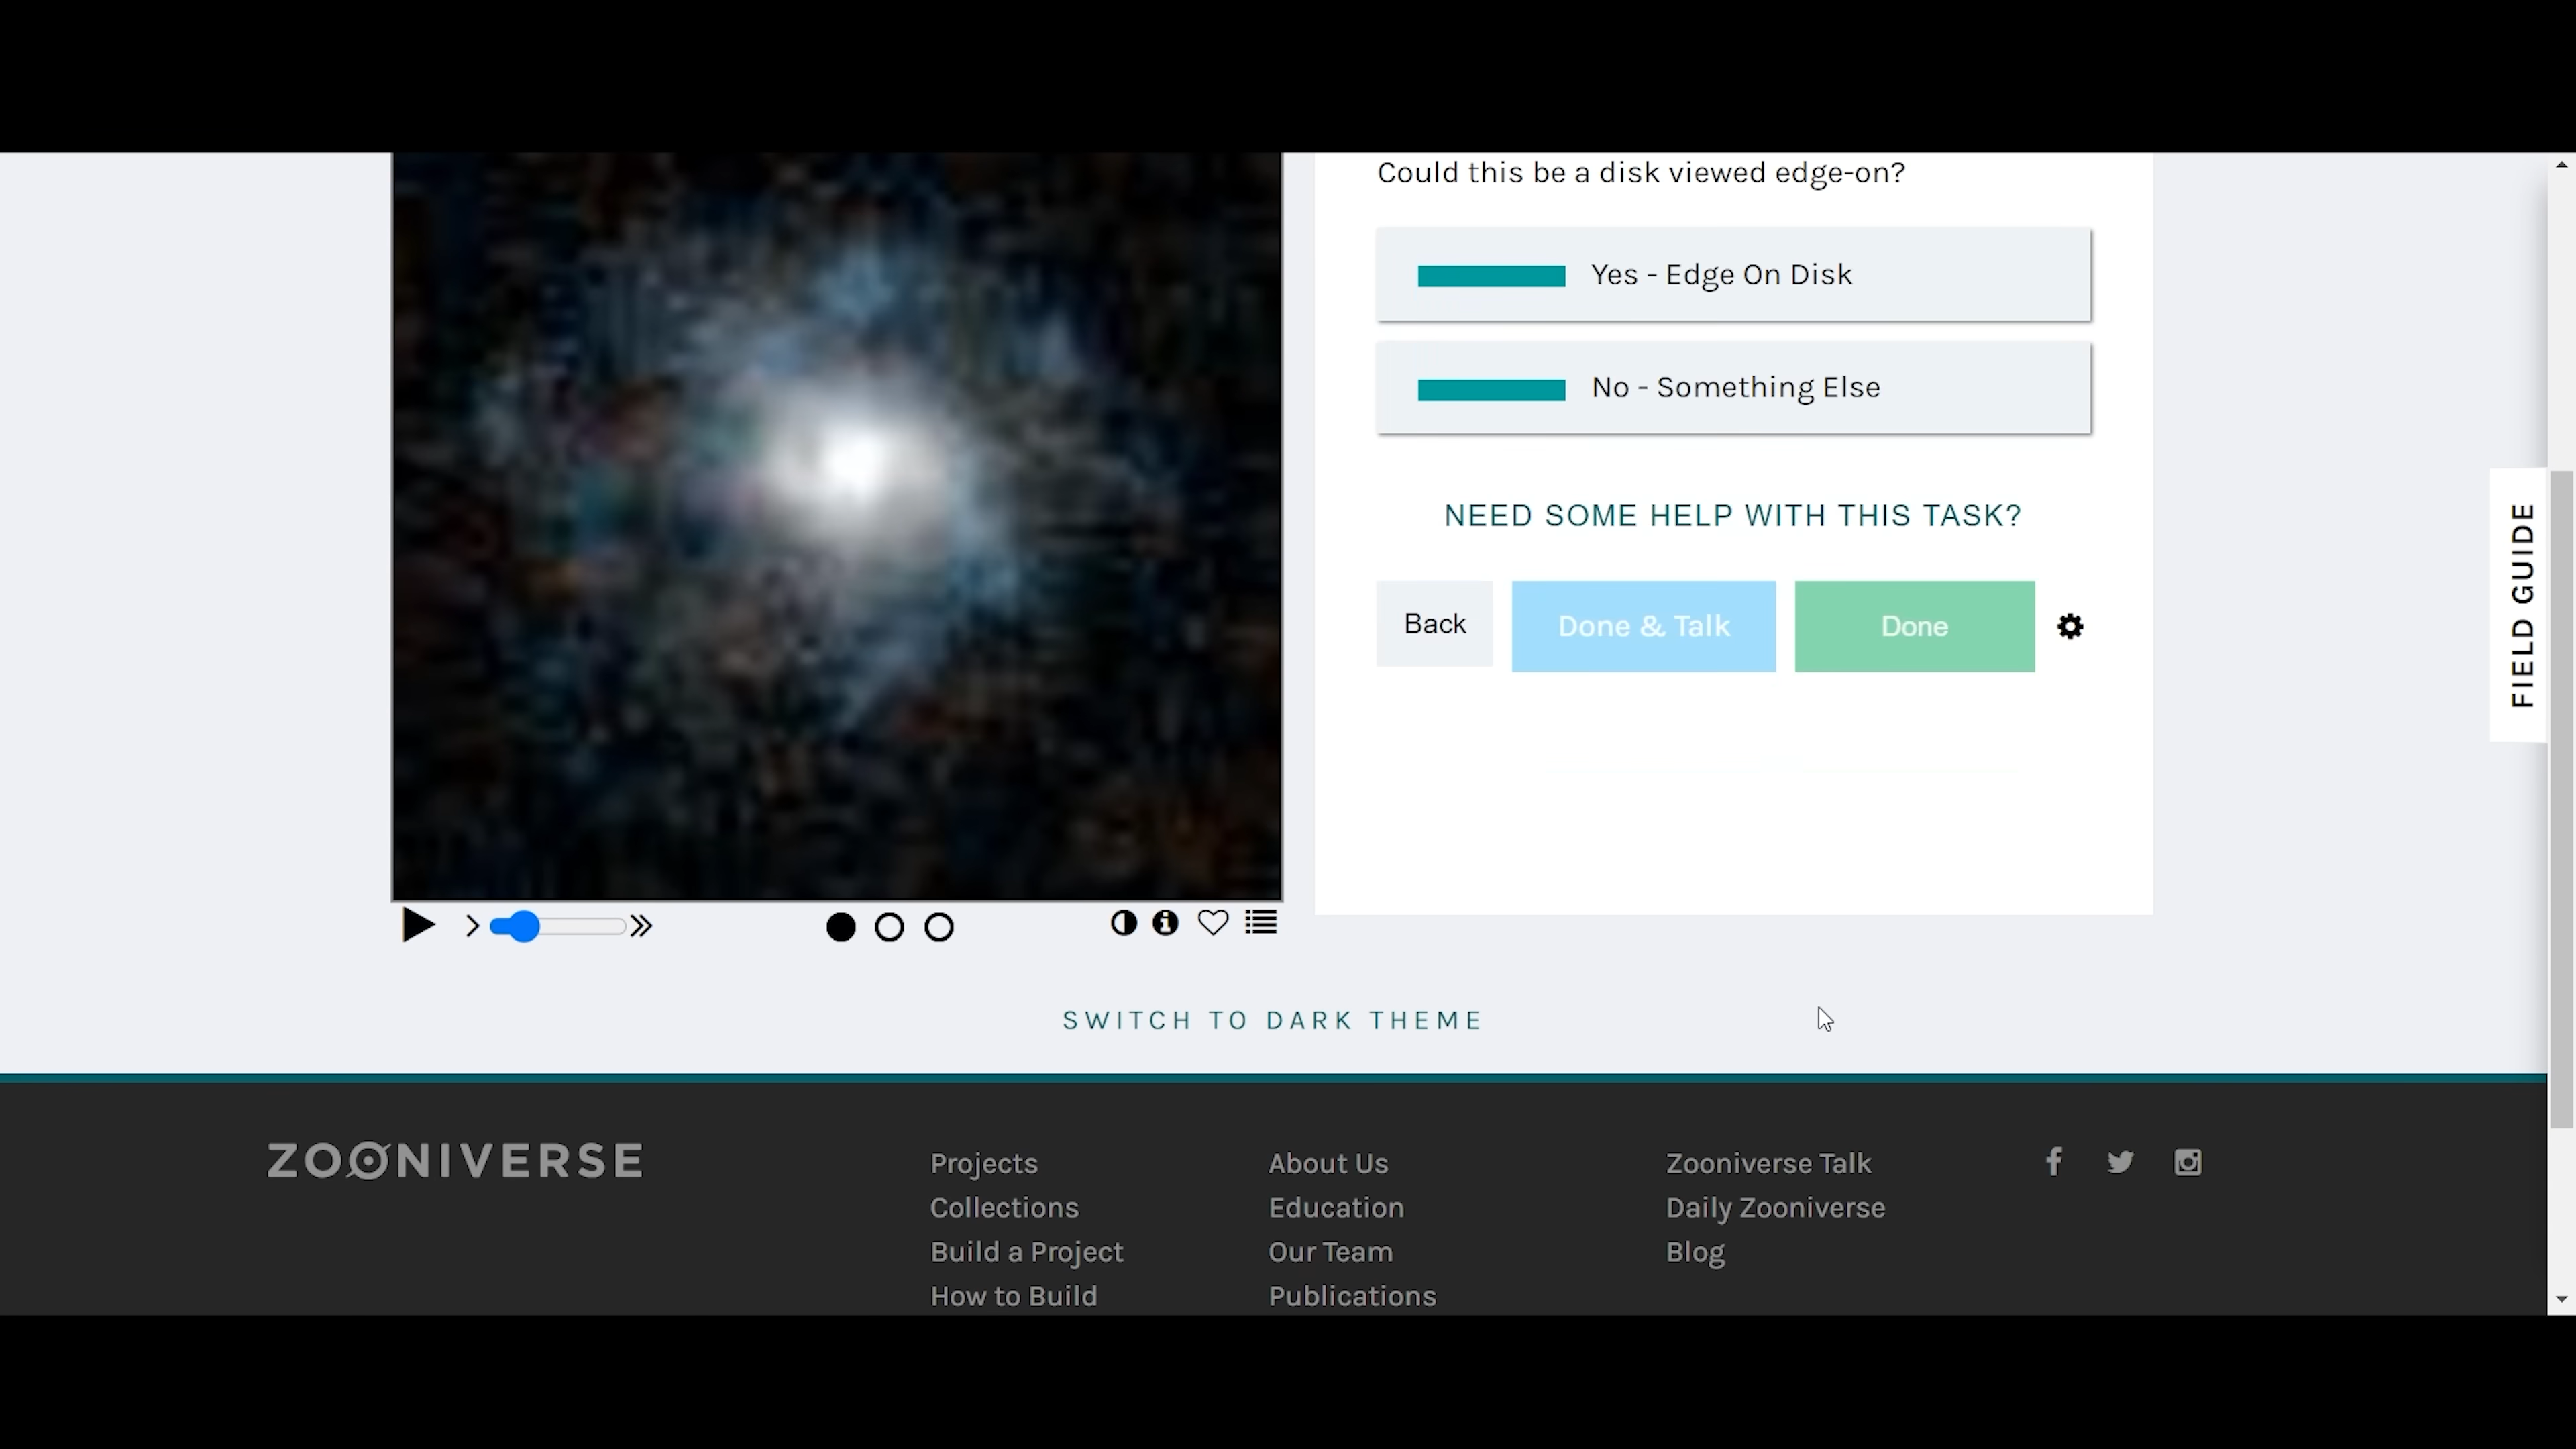 Could this be a disk viewed edge-on?
Yes - Edge On Disk
No - Something Else
NEED SOME HELP WITH THIS TASK?
Back
Done & Talk
Done
FIELD GUIDE
SWITCH TO DARK THEME
ZOONIVERSE
Projects
Collections
Build a Project
How to Build
About Us
Education
Our Team
Publications
Zooniverse Talk
Daily Zooniverse
Blog